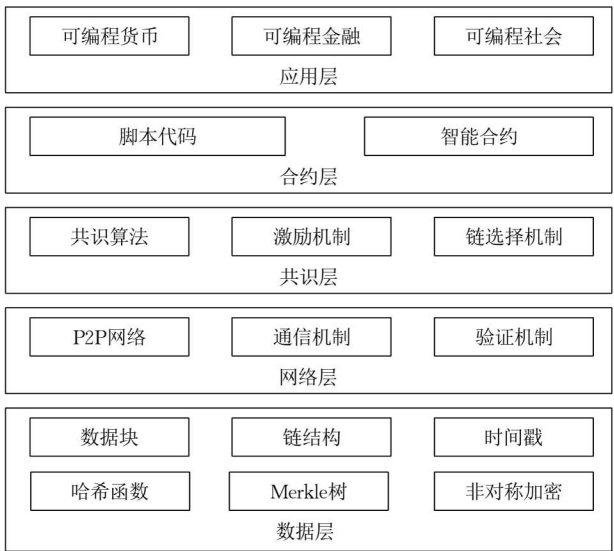 可编程货币 可编程金融 可编程社会
应用层
脚本代码 智能合约
合约层
共识算法 激励机制 链选择机制
共识层
P2P网络 通信机制 验证机制
网络层
数据块 链结构 时间戳
哈希函数 Merkle树 非对称加密
数据层